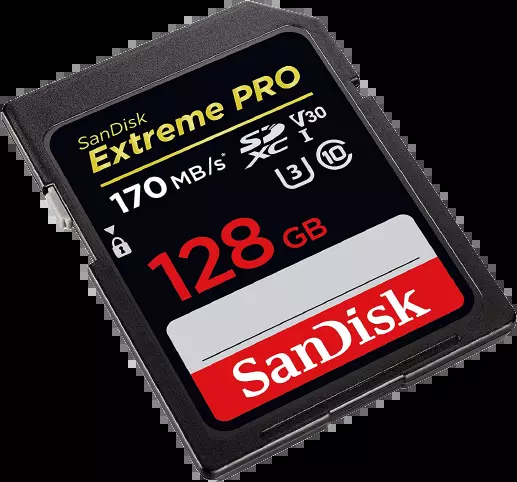 SanDisk
Extreme PRO
170 MB/s* SD XC I V30
U3 10
128 GB
SanDisk